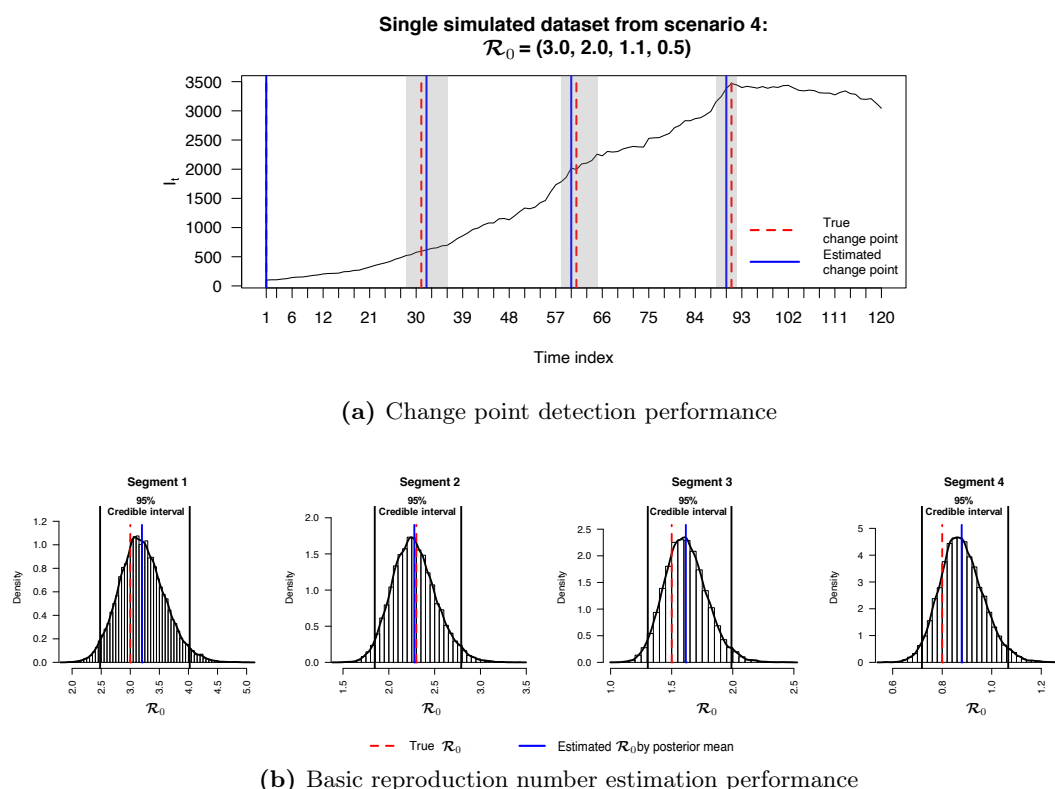 Single simulated dataset from scenario 4:
𝓡₀ = (3.0, 2.0, 1.1, 0.5)
3500
3000
2500
2000
1500
1000
500
0
I_t
True
change point
Estimated
change point
1 6 12 21 30 39 48 57 66 75 84 93 102 111 120
Time index
(a) Change point detection performance
Segment 1
95%
Credible interval
1.2
1.0
0.8
0.6
0.4
0.2
0.0
Density
2.0 2.5 3.0 3.5 4.0 4.5 5.0
𝓡₀
Segment 2
95%
Credible interval
2.0
1.5
1.0
0.5
0.0
Density
1.5 2.0 2.5 3.0 3.5
𝓡₀
Segment 3
95%
Credible interval
2.5
2.0
1.5
1.0
0.5
0.0
Density
1.0 1.5 2.0 2.5
𝓡₀
Segment 4
95%
Credible interval
5
4
3
2
1
0
Density
0.6 0.8 1.0 1.2
𝓡₀
True 𝓡₀ Estimated 𝓡₀ by posterior mean
(b) Basic reproduction number estimation performance